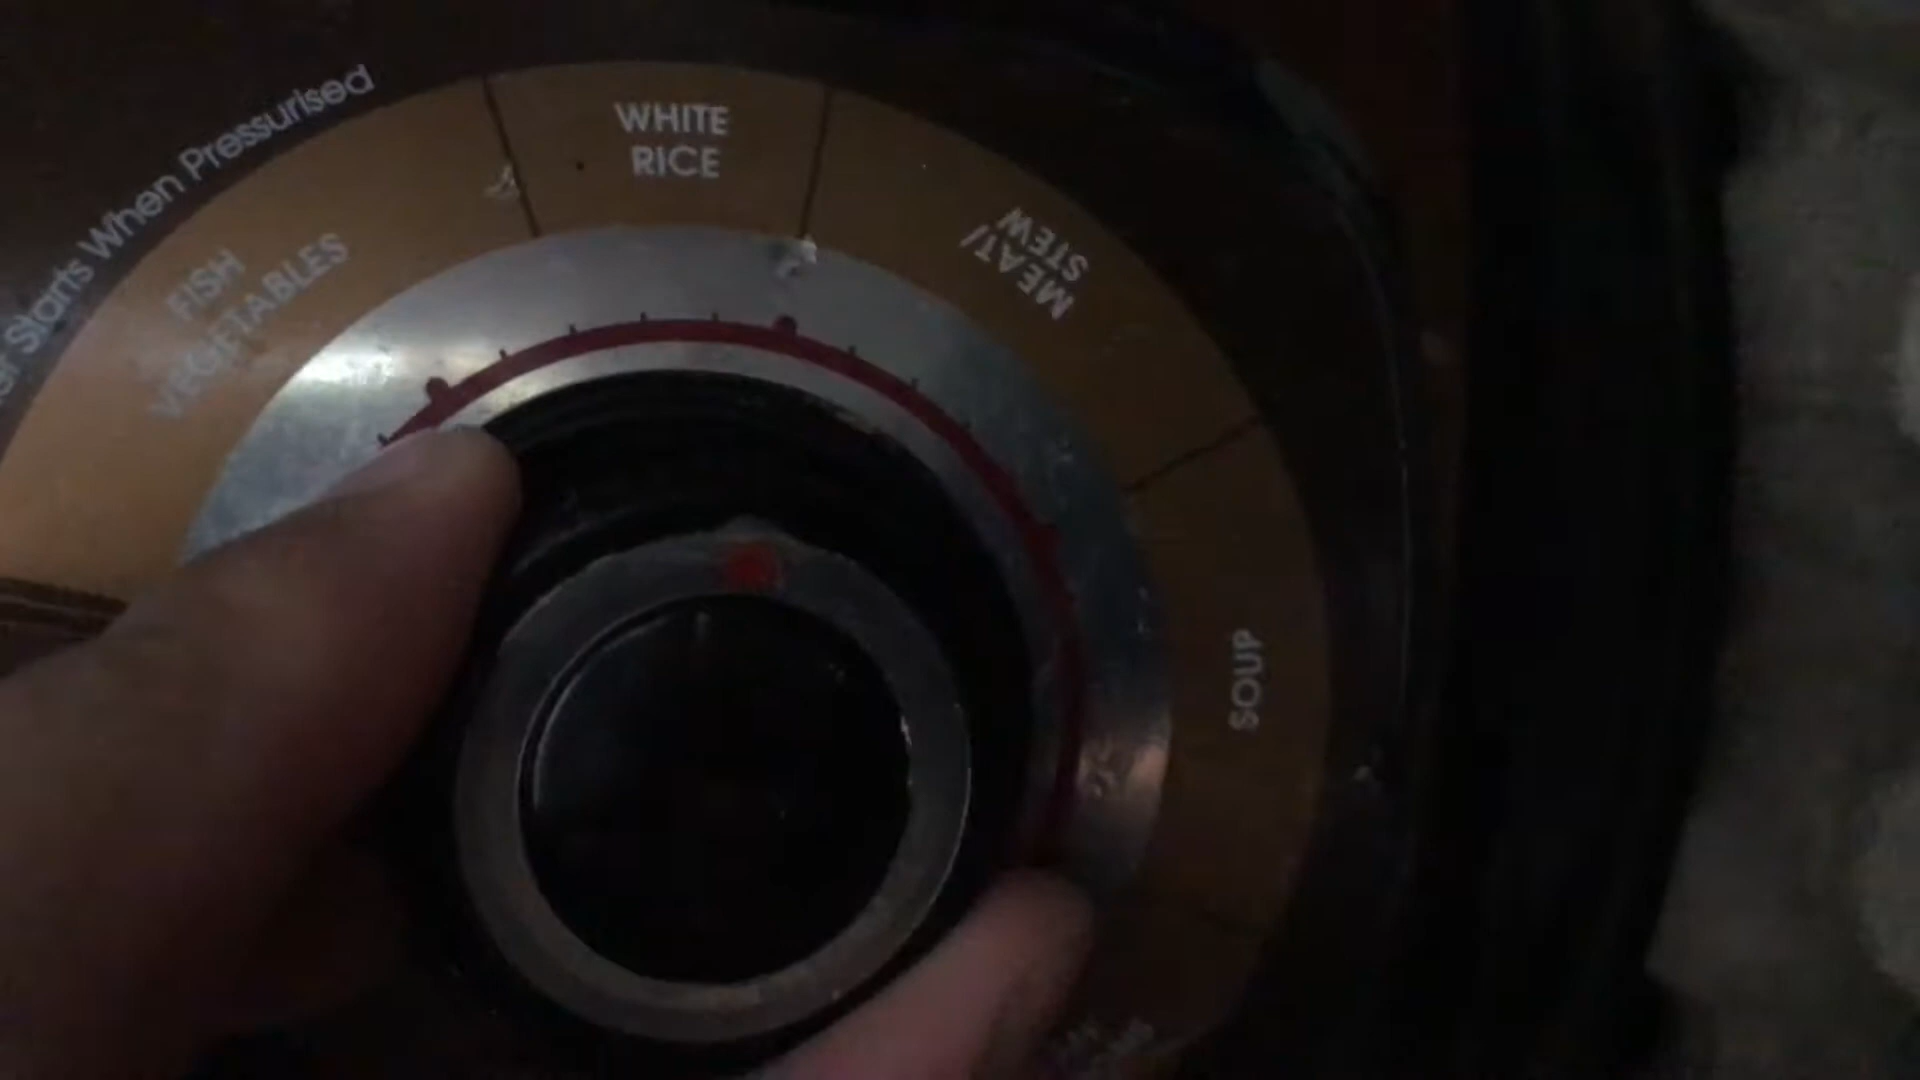 Starts When Pressurised
WHITE
RICE
FISH
VEGETABLES
MEAT/
STEW
SOUP